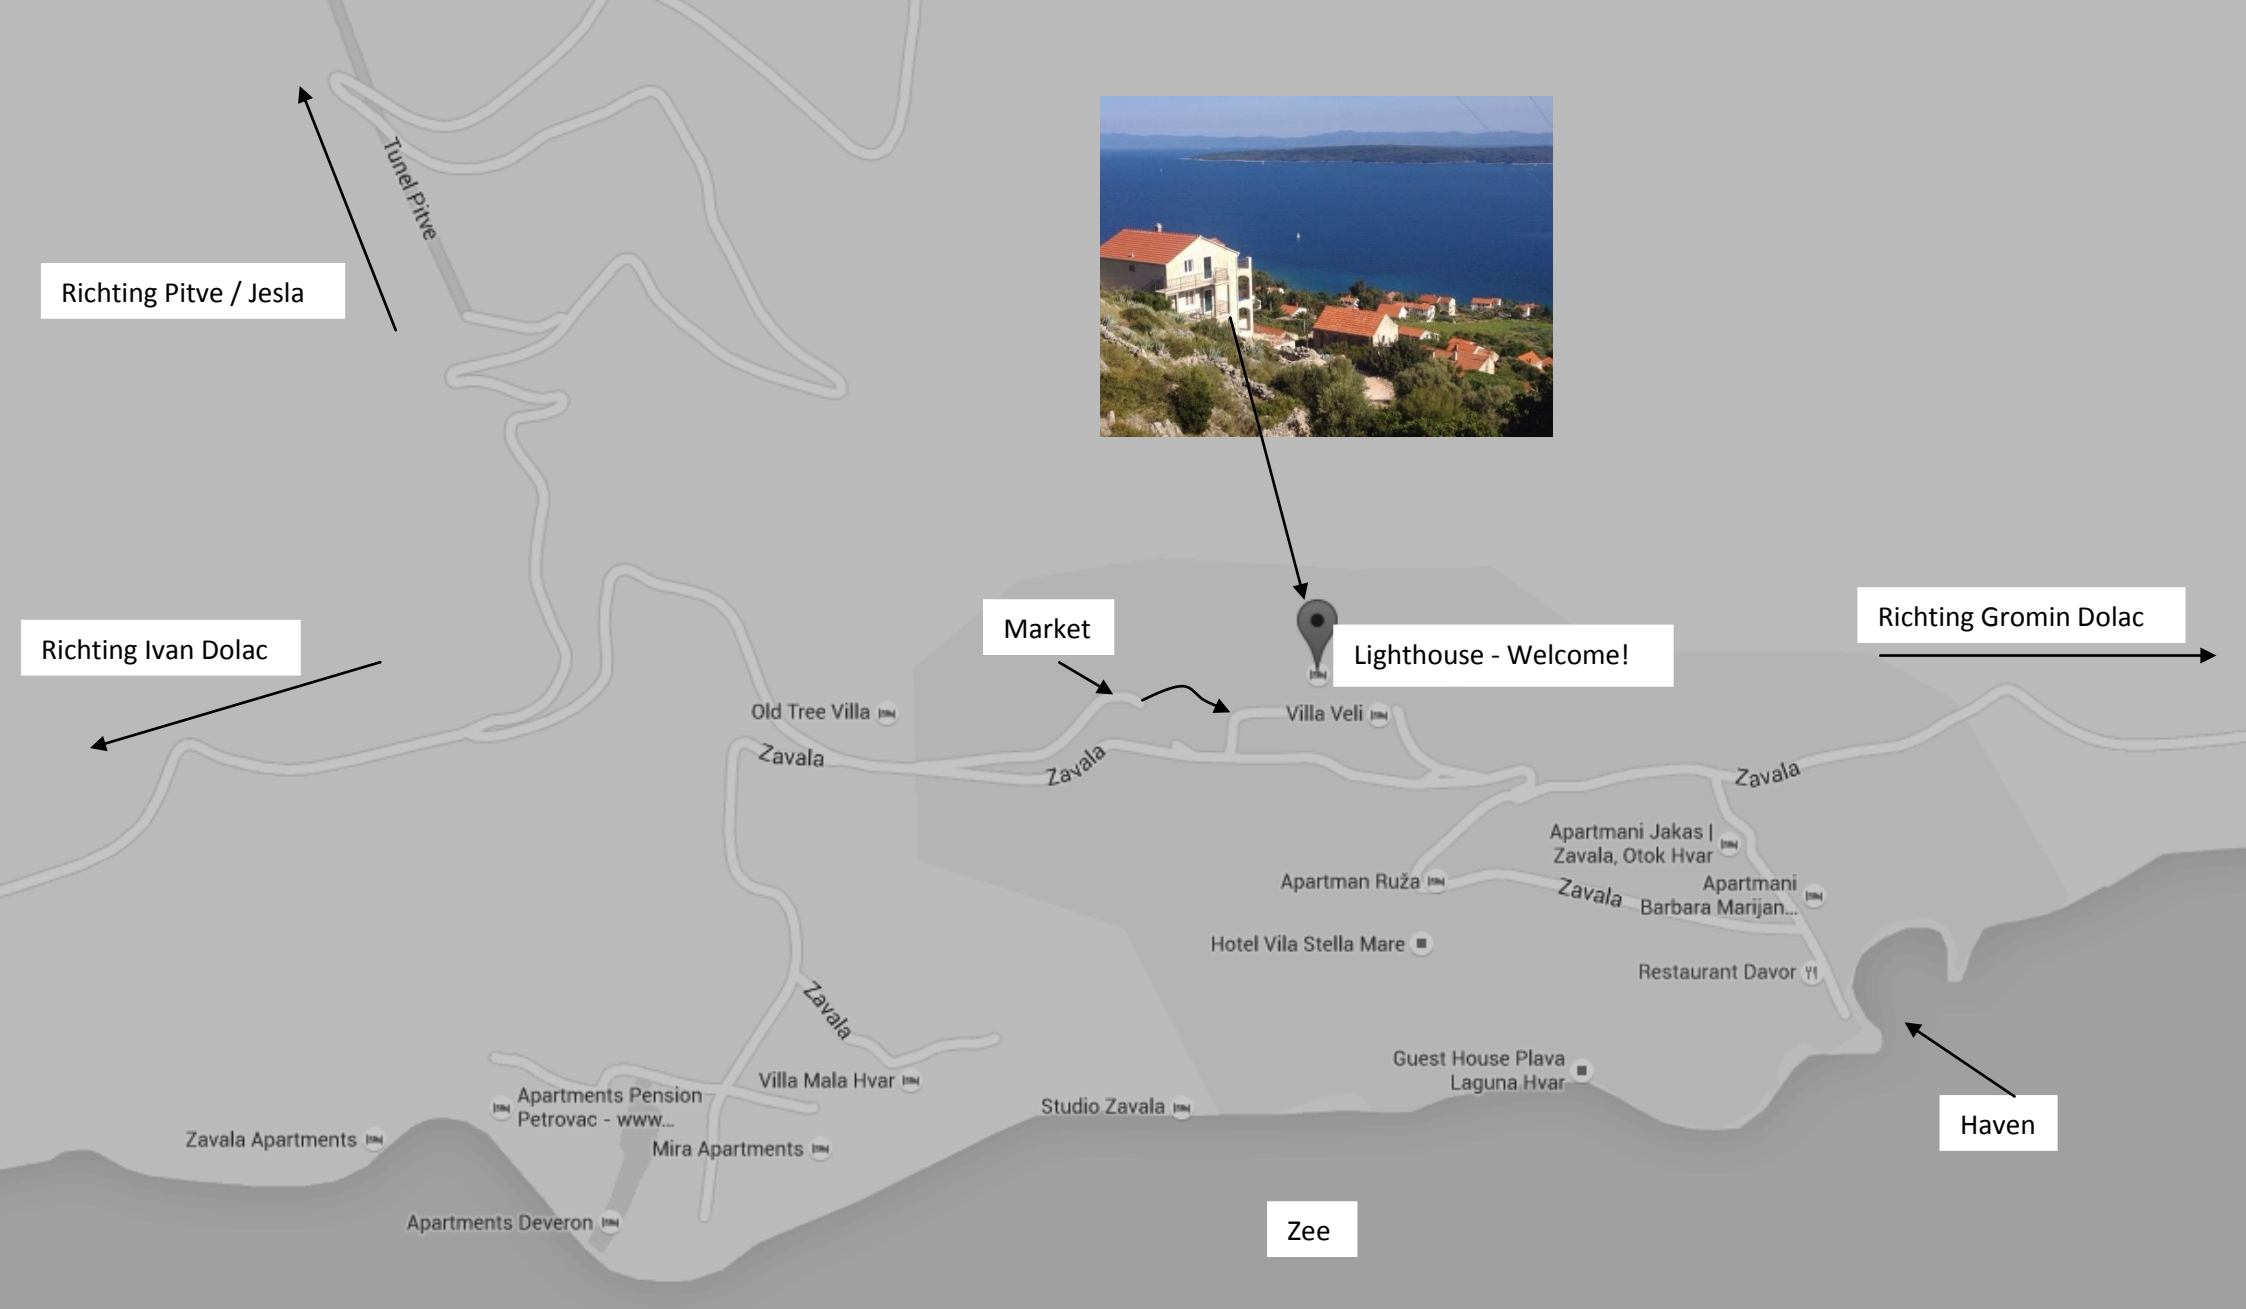 Tunel Pitve
Richting Pitve / Jesla
Richting Gromin Dolac
Market
Richting Ivan Dolac
Lighthouse - Welcome!
Old Tree Villa
Villa Veli
Zavala
Zavala
Zavala
Apartmani Jakas |
Zavala, Otok Hvar
Apartman Ruža
Zavala
Apartmani
Barbara Marijan...
Hotel Vila Stella Mare
Restaurant Davor
Zavala
Guest House Plava
Laguna Hvar
Villa Mala Hvar
Apartments Pension
Petrovac - www...
Studio Zavala
Haven
Zavala Apartments
Mira Apartments
Apartments Deveron
Zee